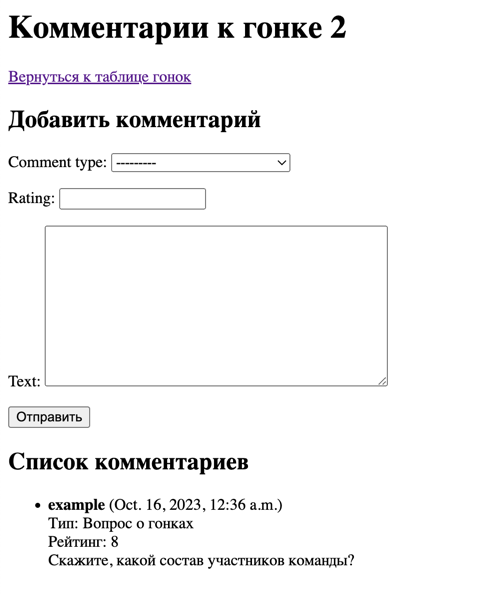 Комментарии к гонке 2
Вернуться к таблице гонок
Добавить комментарий
Comment type: ---------
Rating:
Text:
Отправить
Список комментариев
• example (Oct. 16, 2023, 12:36 a.m.)
Тип: Вопрос о гонках
Рейтинг: 8
Скажите, какой состав участников команды?